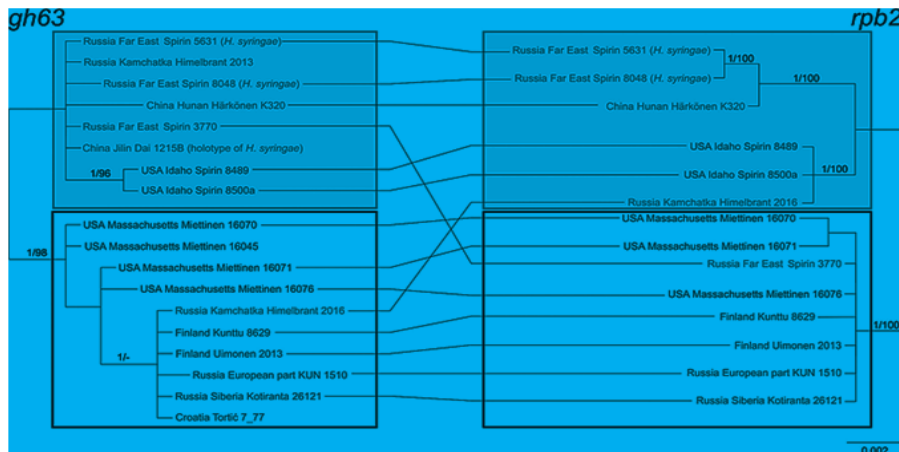 gh63
rpb2
Russia Far East Spirin 5631 (H. syringae)
Russia Kamchatka Himelbrant 2013
Russia Far East Spirin 8048 (H. syringae)
China Hunan Härkönen K320
Russia Far East Spirin 3770
China Jilin Dai 1215B (holotype of H. syringae)
1/96
USA Idaho Spirin 8489
USA Idaho Spirin 8500a
1/98
USA Massachusetts Miettinen 16070
USA Massachusetts Miettinen 16045
USA Massachusetts Miettinen 16071
USA Massachusetts Miettinen 16076
Russia Kamchatka Himelbrant 2016
Finland Kunttu 8629
1/-
Finland Uimonen 2013
Russia European part KUN 1510
Russia Siberia Kotiranta 26121
Croatia Tortić 7_77
Russia Far East Spirin 5631 (H. syringae)
1/100
Russia Far East Spirin 8048 (H. syringae)
1/100
China Hunan Härkönen K320
USA Idaho Spirin 8489
1/100
USA Idaho Spirin 8500a
Russia Kamchatka Himelbrant 2016
USA Massachusetts Miettinen 16070
USA Massachusetts Miettinen 16071
Russia Far East Spirin 3770
USA Massachusetts Miettinen 16076
Finland Kunttu 8629
1/100
Finland Uimonen 2013
Russia European part KUN 1510
Russia Siberia Kotiranta 26121
0.002